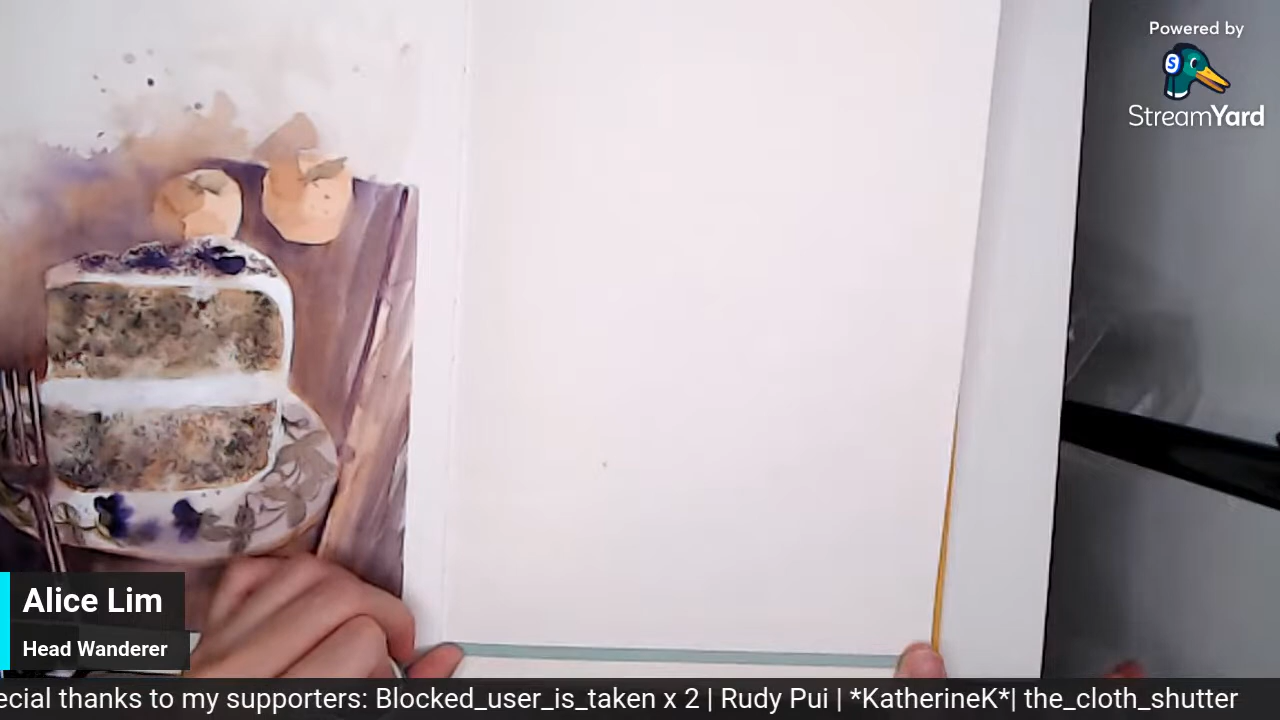 Powered by
StreamYard
Alice Lim
Head Wanderer
ecial thanks to my supporters: Blocked_user_is_taken x 2 | Rudy Pui | *KatherineK*| the_cloth_shutter